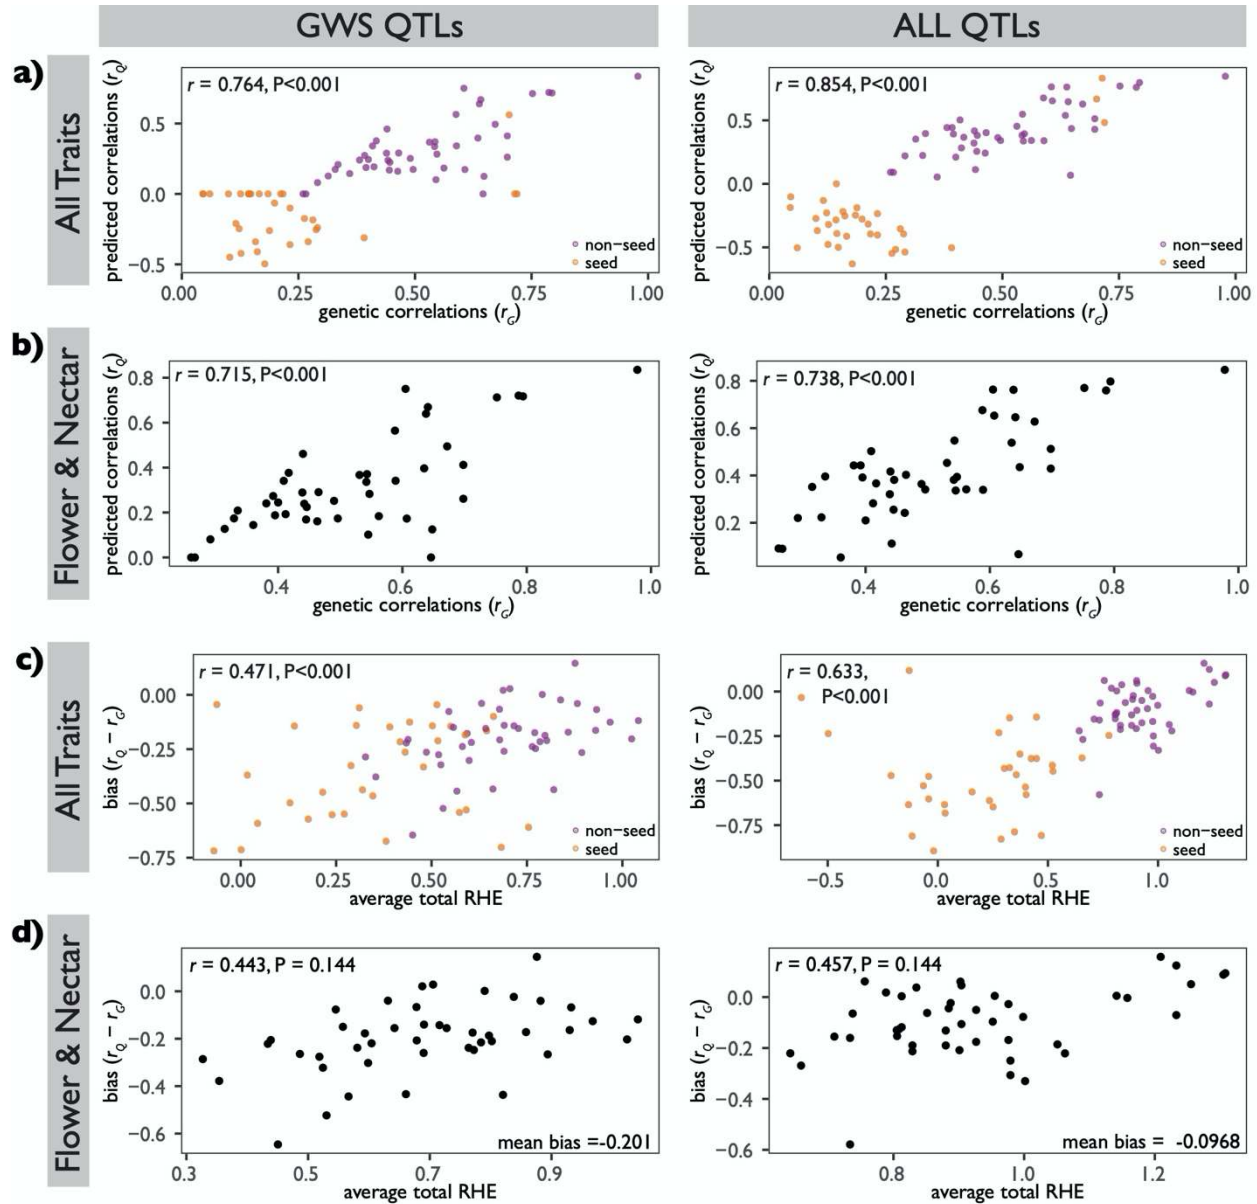 GWS QTLs
ALL QTLs
a)
All Traits
predicted correlations (rQ)
r = 0.764, P<0.001
0.5
0.0
−0.5
non−seed
seed
0.00 0.25 0.50 0.75 1.00
genetic correlations (rG)
predicted correlations (rQ)
r = 0.854, P<0.001
0.5
0.0
−0.5
non−seed
seed
0.00 0.25 0.50 0.75 1.00
genetic correlations (rG)
b)
Flower & Nectar
predicted correlations (rQ)
r = 0.715, P<0.001
0.8
0.6
0.4
0.2
0.0
0.4 0.6 0.8 1.0
genetic correlations (rG)
predicted correlations (rQ)
r = 0.738, P<0.001
0.8
0.6
0.4
0.2
0.4 0.6 0.8 1.0
genetic correlations (rG)
c)
All Traits
bias (rQ − rG)
r = 0.471, P<0.001
0.00
−0.25
−0.50
−0.75
non−seed
seed
0.00 0.25 0.50 0.75 1.00
average total RHE
bias (rQ − rG)
r = 0.633,
P<0.001
0.00
−0.25
−0.50
−0.75
non−seed
seed
−0.5 0.0 0.5 1.0
average total RHE
d)
Flower & Nectar
bias (rQ − rG)
r = 0.443, P = 0.144
0.0
−0.2
−0.4
−0.6
mean bias =-0.201
0.3 0.5 0.7 0.9
average total RHE
bias (rQ − rG)
r = 0.457, P = 0.144
0.0
−0.2
−0.4
−0.6
mean bias = -0.0968
0.8 1.0 1.2
average total RHE